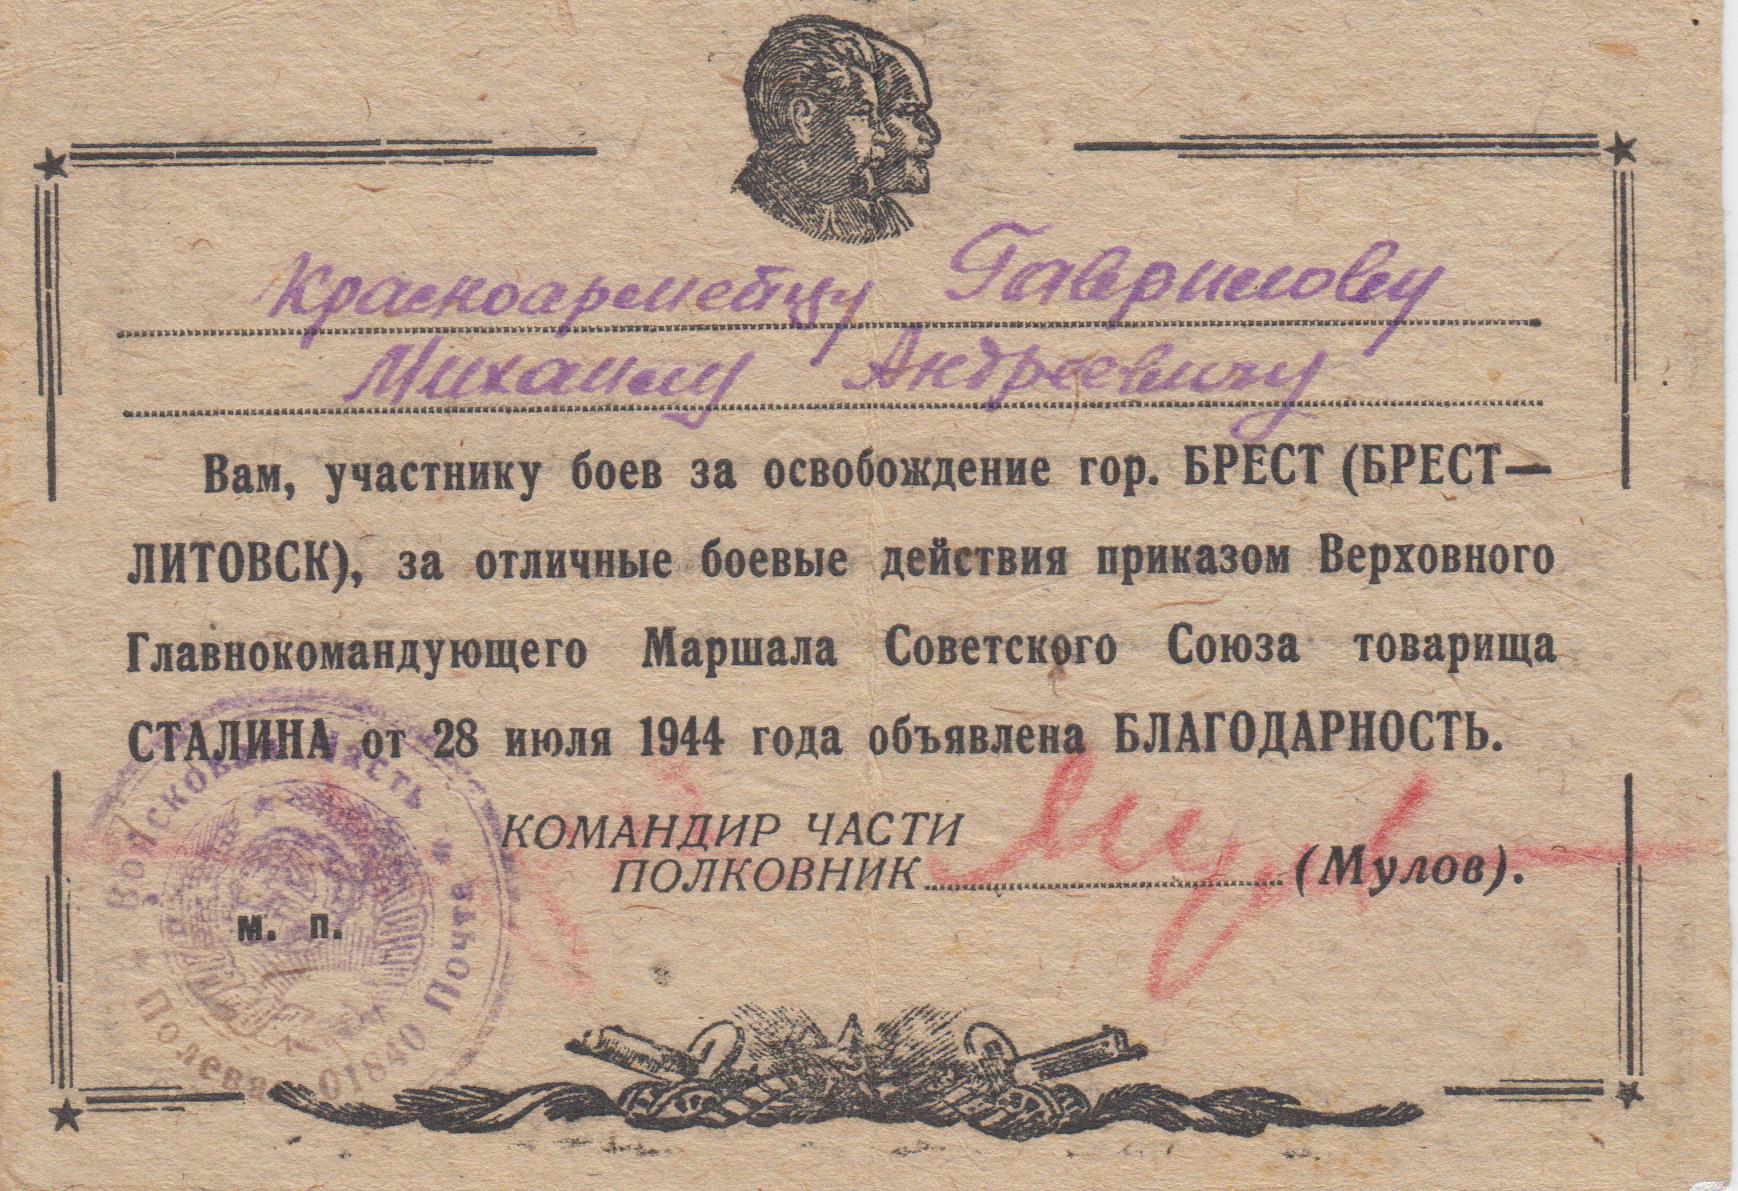 Красноармейцу Гаврилову
Михаилу Андреевичу
Вам, участнику боев за освобождение гор. БРЕСТ (БРЕСТ—
ЛИТОВСК), за отличные боевые действия приказом Верховного
Главнокомандующего Маршала Советского Союза товарища
СТАЛИНА от 28 июля 1944 года объявлена БЛАГОДАРНОСТЬ.
КОМАНДИР ЧАСТИ
ПОЛКОВНИК (Мулов).
м. п.
Войсковая часть
Полевая Почта
01840